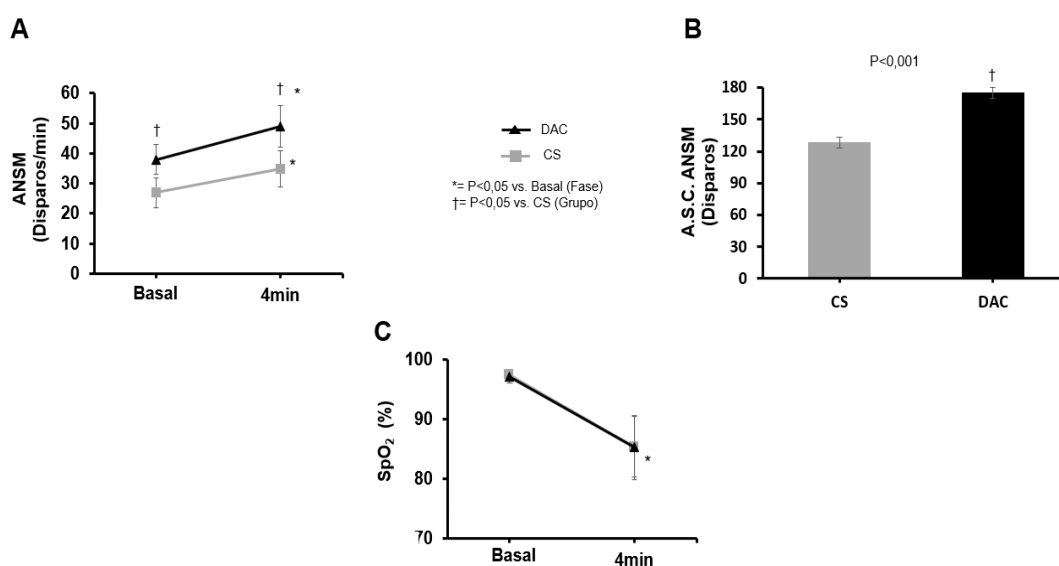 A
ANSM
(Disparos/min)
60
50
40
30
20
10
0
†
† *
*
Basal 4min
DAC
CS
*= P<0,05 vs. Basal (Fase)
†= P<0,05 vs. CS (Grupo)
B
P<0,001
†
A.S.C. ANSM
(Disparos)
180
150
120
90
60
30
0
CS DAC
C
SpO₂ (%)
100
90
80
70
*
Basal 4min